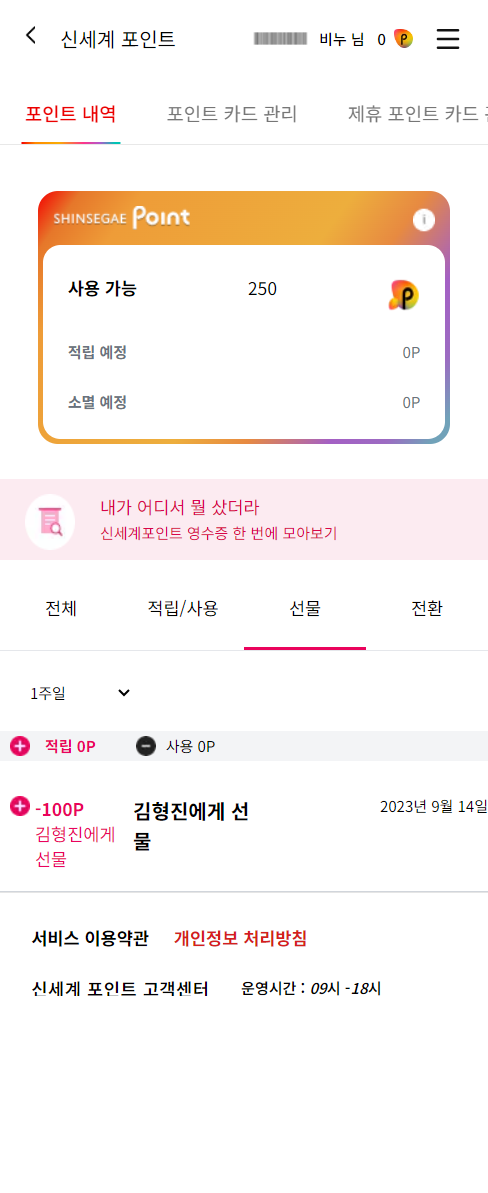 신세계 포인트 비누 님 0
포인트 내역 포인트 카드 관리 제휴 포인트 카드
SHINSEGAE Point
사용 가능 250
적립 예정 0P
소멸 예정 0P
내가 어디서 뭘 샀더라
신세계포인트 영수증 한 번에 모아보기
전체 적립/사용 선물 전환
1주일
적립 0P 사용 0P
-100P 김형진에게 선 2023년 9월 14일
김형진에게 물
선물
서비스 이용약관 개인정보 처리방침
신세계 포인트 고객센터 운영시간 : 09시 -18시